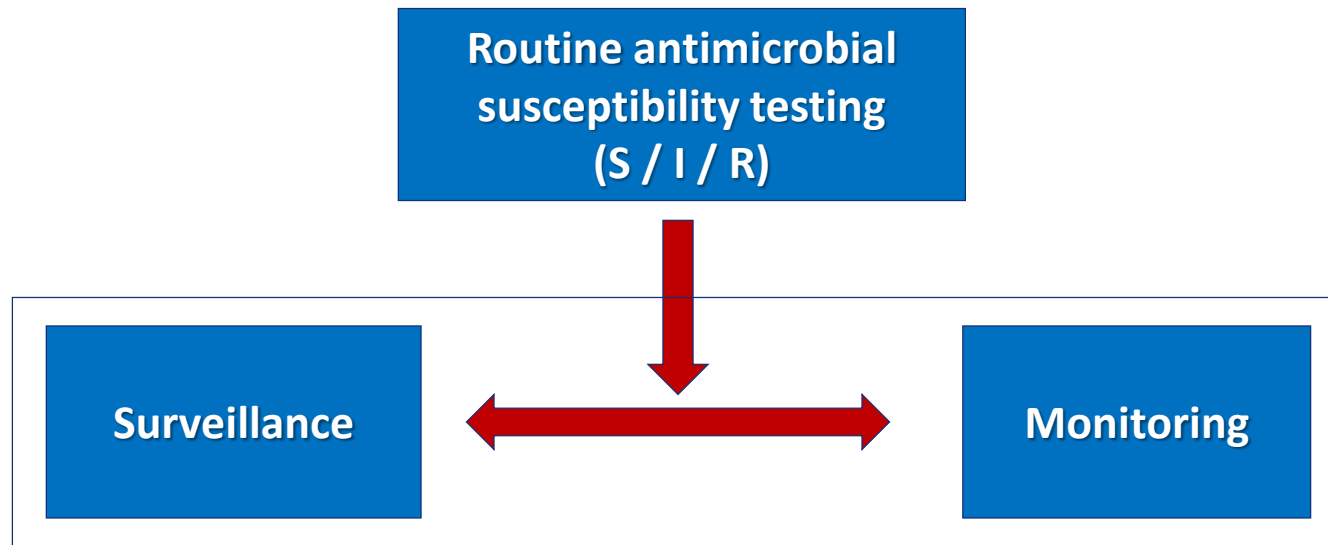 Routine antimicrobial
susceptibility testing
(S / I / R)
Surveillance
Monitoring